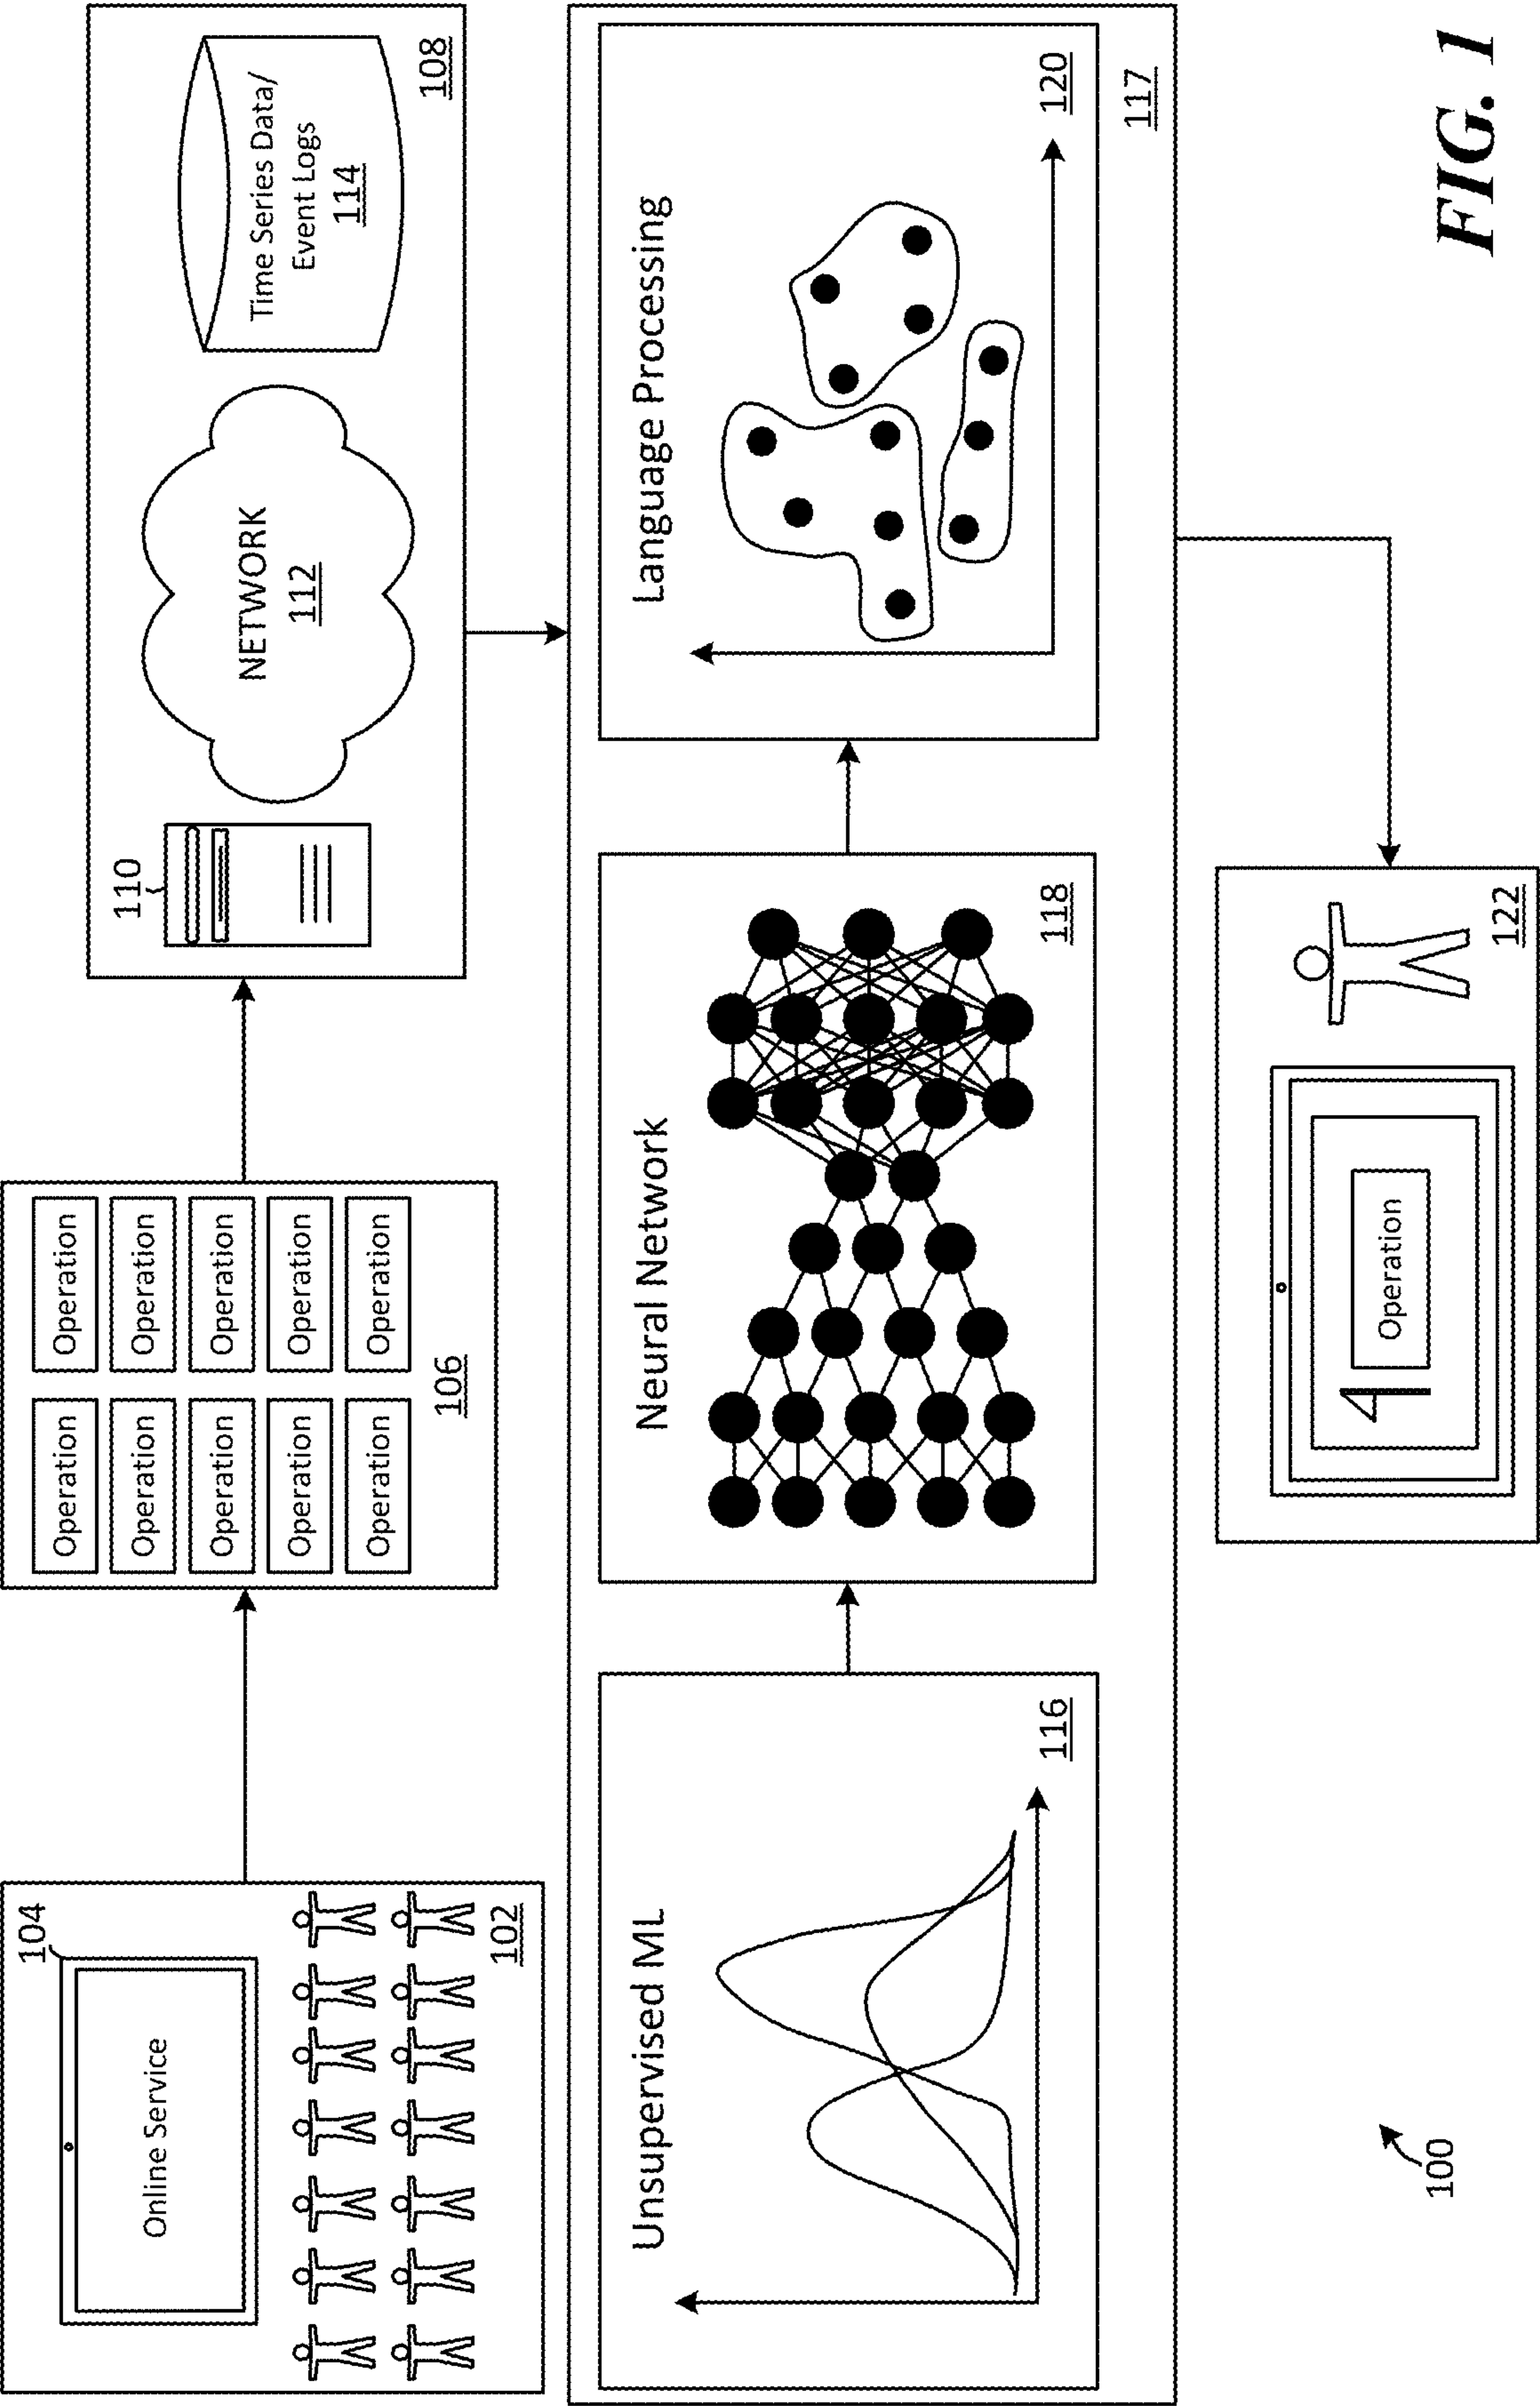 104
Online Service
102
Operation
Operation
Operation
Operation
Operation
Operation
Operation
Operation
Operation
Operation
106
110
NETWORK
112
Time Series Data/
Event Logs
114
108
Unsupervised ML
116
Neural Network
118
Language Processing
120
117
Operation
122
100
FIG. 1